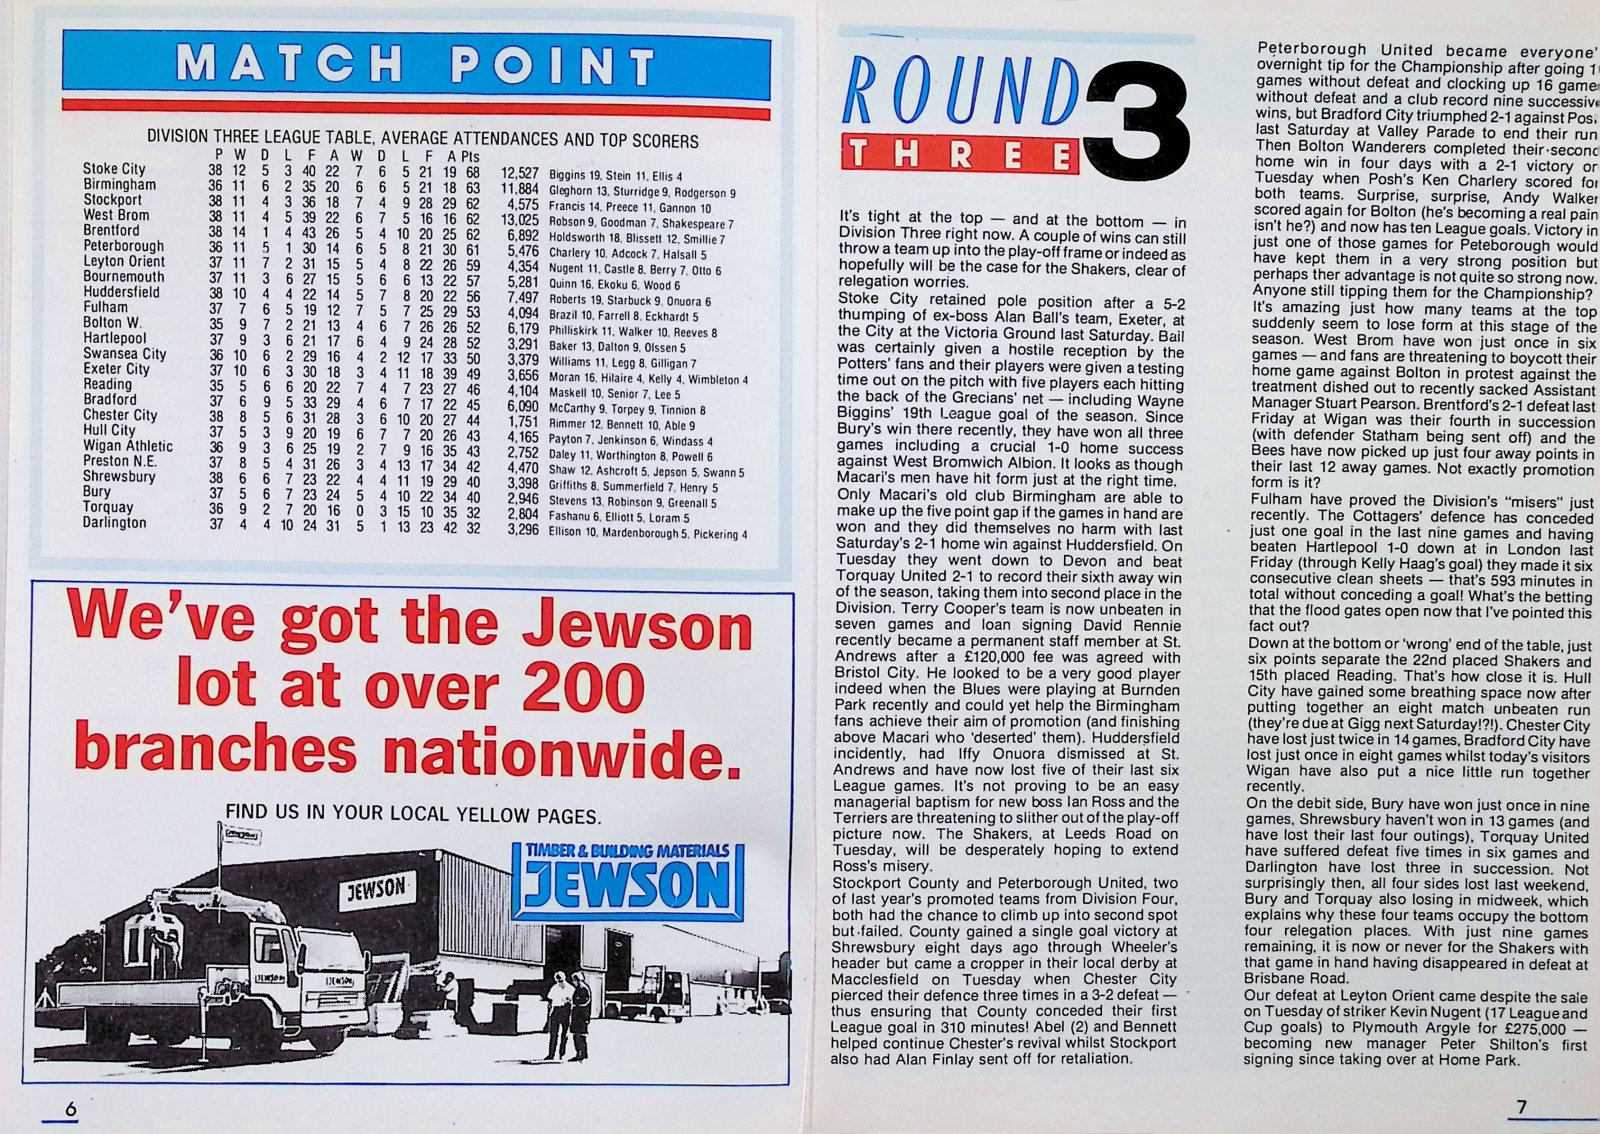 MATCH POINT
DIVISION THREE LEAGUE TABLE, AVERAGE ATTENDANCES AND TOP SCORERS
P W D L F A W D L F A Pts
Stoke City 38 12 5 3 40 22 7 6 5 21 19 68 12,527 Biggins 19, Stein 11, Ellis 4
Birmingham 36 11 6 2 35 20 6 6 5 21 18 63 11,884 Gleghorn 13, Sturridge 9, Rodgerson 9
Stockport 38 11 4 3 36 18 7 4 9 28 29 62 4,575 Francis 14, Preece 11, Gannon 10
West Brom 38 11 4 5 39 22 6 7 5 16 16 62 13,025 Robson 9, Goodman 7, Shakespeare 7
Brentford 38 14 1 4 43 26 5 4 10 20 25 62 6,892 Holdsworth 18, Blissett 12, Smillie 7
Peterborough 36 11 5 1 30 14 6 5 8 21 30 61 5,476 Charlery 10, Adcock 7, Halsall 5
Leyton Orient 37 11 7 2 31 15 5 4 8 22 26 59 4,354 Nugent 11, Castle 8, Berry 7, Otto 6
Bournemouth 37 11 3 6 27 15 5 6 6 13 22 57 5,281 Quinn 16, Ekoku 6, Wood 6
Huddersfield 38 10 4 4 22 14 5 7 8 20 22 56 7,497 Roberts 19, Starbuck 9, Onuora 6
Fulham 37 7 6 5 19 12 7 5 7 25 29 53 4,094 Brazil 10, Farrell 8, Eckhardt 5
Bolton W. 35 9 7 2 21 13 4 6 7 26 26 52 6,179 Philliskirk 11, Walker 10, Reeves 8
Hartlepool 37 9 3 6 21 17 6 4 9 24 28 52 3,291 Baker 13, Dalton 9, Olssen 5
Swansea City 36 10 6 2 29 16 4 2 12 17 33 50 3,379 Williams 11, Legg 8, Gilligan 7
Exeter City 37 10 6 3 30 18 3 4 11 18 39 49 3,656 Moran 16, Hilaire 4, Kelly 4, Wimbleton 4
Reading 35 5 6 6 20 22 7 4 7 23 27 46 4,104 Maskell 10, Senior 7, Lee 5
Bradford 37 6 9 5 33 29 4 6 7 17 22 45 6,090 McCarthy 9, Torpey 9, Tinnion 8
Chester City 38 8 5 6 31 28 3 6 10 20 27 44 1,751 Rimmer 12, Bennett 10, Able 9
Hull City 37 5 3 9 20 19 6 7 7 20 26 43 4,165 Payton 7, Jenkinson 6, Windass 4
Wigan Athletic 36 9 3 6 25 19 2 7 9 16 35 43 2,752 Daley 11, Worthington 8, Powell 6
Preston N.E. 37 8 5 4 31 26 3 4 13 17 34 42 4,470 Shaw 12, Ashcroft 5, Jepson 5, Swann 5
Shrewsbury 38 6 6 7 23 22 4 4 11 19 29 40 3,398 Griffiths 8, Summerfield 7, Henry 5
Bury 37 5 6 7 23 24 5 4 10 22 34 40 2,946 Stevens 13, Robinson 9, Greenall 5
Torquay 36 9 2 7 20 16 0 3 15 10 35 32 2,804 Fashanu 6, Elliott 5, Loram 5
Darlington 37 4 4 10 24 31 5 1 13 23 42 32 3,296 Ellison 10, Mardenborough 5, Pickering 4
We've got the Jewson
lot at over 200
branches nationwide.
FIND US IN YOUR LOCAL YELLOW PAGES.
TIMBER & BUILDING MATERIALS
JEWSON
JEWSON
JEWSON
JEWSON
6
ROUND 3
THREE
It's tight at the top — and at the bottom — in
Division Three right now. A couple of wins can still
throw a team up into the play-off frame or indeed as
hopefully will be the case for the Shakers, clear of
relegation worries.
Stoke City retained pole position after a 5-2
thumping of ex-boss Alan Ball's team, Exeter, at
the City at the Victoria Ground last Saturday. Ball
was certainly given a hostile reception by the
Potters' fans and their players were given a testing
time out on the pitch with five players each hitting
the back of the Grecians' net — including Wayne
Biggins' 19th League goal of the season. Since
Bury's win there recently, they have won all three
games including a crucial 1-0 home success
against West Bromwich Albion. It looks as though
Macari's men have hit form just at the right time.
Only Macari's old club Birmingham are able to
make up the five point gap if the games in hand are
won and they did themselves no harm with last
Saturday's 2-1 home win against Huddersfield. On
Tuesday they went down to Devon and beat
Torquay United 2-1 to record their sixth away win
of the season, taking them into second place in the
Division. Terry Cooper's team is now unbeaten in
seven games and loan signing David Rennie
recently became a permanent staff member at St.
Andrews after a £120,000 fee was agreed with
Bristol City. He looked to be a very good player
indeed when the Blues were playing at Burnden
Park recently and could yet help the Birmingham
fans achieve their aim of promotion (and finishing
above Macari who 'deserted' them). Huddersfield
incidently, had Iffy Onuora dismissed at St.
Andrews and have now lost five of their last six
League games. It's not proving to be an easy
managerial baptism for new boss Ian Ross and the
Terriers are threatening to slither out of the play-off
picture now. The Shakers, at Leeds Road on
Tuesday, will be desperately hoping to extend
Ross's misery.
Stockport County and Peterborough United, two
of last year's promoted teams from Division Four,
both had the chance to climb up into second spot
but failed. County gained a single goal victory at
Shrewsbury eight days ago through Wheeler's
header but came a cropper in their local derby at
Macclesfield on Tuesday when Chester City
pierced their defence three times in a 3-2 defeat —
thus ensuring that County conceded their first
League goal in 310 minutes! Abel (2) and Bennett
helped continue Chester's revival whilst Stockport
also had Alan Finlay sent off for retaliation.
Peterborough United became everyone'
overnight tip for the Championship after going 1
games without defeat and clocking up 16 game
without defeat and a club record nine successiv
wins, but Bradford City triumphed 2-1 against Pos.
last Saturday at Valley Parade to end their run
Then Bolton Wanderers completed their second
home win in four days with a 2-1 victory or
Tuesday when Posh's Ken Charlery scored for
both teams. Surprise, surprise, Andy Walker
scored again for Bolton (he's becoming a real pain
isn't he?) and now has ten League goals. Victory in
just one of those games for Peteborough would
have kept them in a very strong position but
perhaps ther advantage is not quite so strong now.
Anyone still tipping them for the Championship?
It's amazing just how many teams at the top
suddenly seem to lose form at this stage of the
season. West Brom have won just once in six
games — and fans are threatening to boycott their
home game against Bolton in protest against the
treatment dished out to recently sacked Assistant
Manager Stuart Pearson. Brentford's 2-1 defeat last
Friday at Wigan was their fourth in succession
(with defender Statham being sent off) and the
Bees have now picked up just four away points in
their last 12 away games. Not exactly promotion
form is it?
Fulham have proved the Division's "misers" just
recently. The Cottagers' defence has conceded
just one goal in the last nine games and having
beaten Hartlepool 1-0 down at in London last
Friday (through Kelly Haag's goal) they made it six
consecutive clean sheets — that's 593 minutes in
total without conceding a goal! What's the betting
that the flood gates open now that I've pointed this
fact out?
Down at the bottom or 'wrong' end of the table, just
six points separate the 22nd placed Shakers and
15th placed Reading. That's how close it is. Hull
City have gained some breathing space now after
putting together an eight match unbeaten run
(they're due at Gigg next Saturday!?!). Chester City
have lost just twice in 14 games, Bradford City have
lost just once in eight games whilst today's visitors
Wigan have also put a nice little run together
recently.
On the debit side, Bury have won just once in nine
games, Shrewsbury haven't won in 13 games (and
have lost their last four outings), Torquay United
have suffered defeat five times in six games and
Darlington have lost three in succession. Not
surprisingly then, all four sides lost last weekend,
Bury and Torquay also losing in midweek, which
explains why these four teams occupy the bottom
four relegation places. With just nine games
remaining, it is now or never for the Shakers with
that game in hand having disappeared in defeat at
Brisbane Road.
Our defeat at Leyton Orient came despite the sale
on Tuesday of striker Kevin Nugent (17 League and
Cup goals) to Plymouth Argyle for £275,000 —
becoming new manager Peter Shilton's first
signing since taking over at Home Park.
7